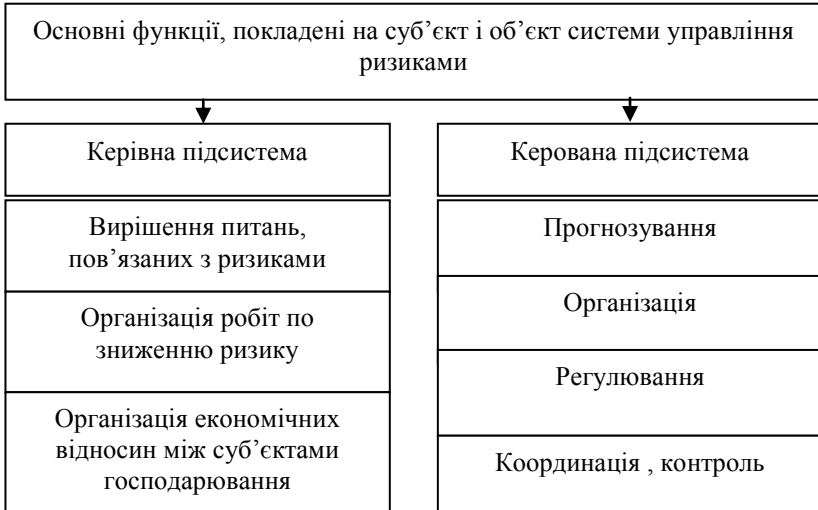 Основні функції, покладені на суб’єкт і об’єкт системи управління
ризиками
Керівна підсистема
Вирішення питань,
пов’язаних з ризиками
Організація робіт по
зниженню ризику
Організація економічних
відносин між суб’єктами
господарювання
Керована підсистема
Прогнозування
Організація
Регулювання
Координація , контроль